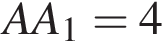 AA₁ = 4